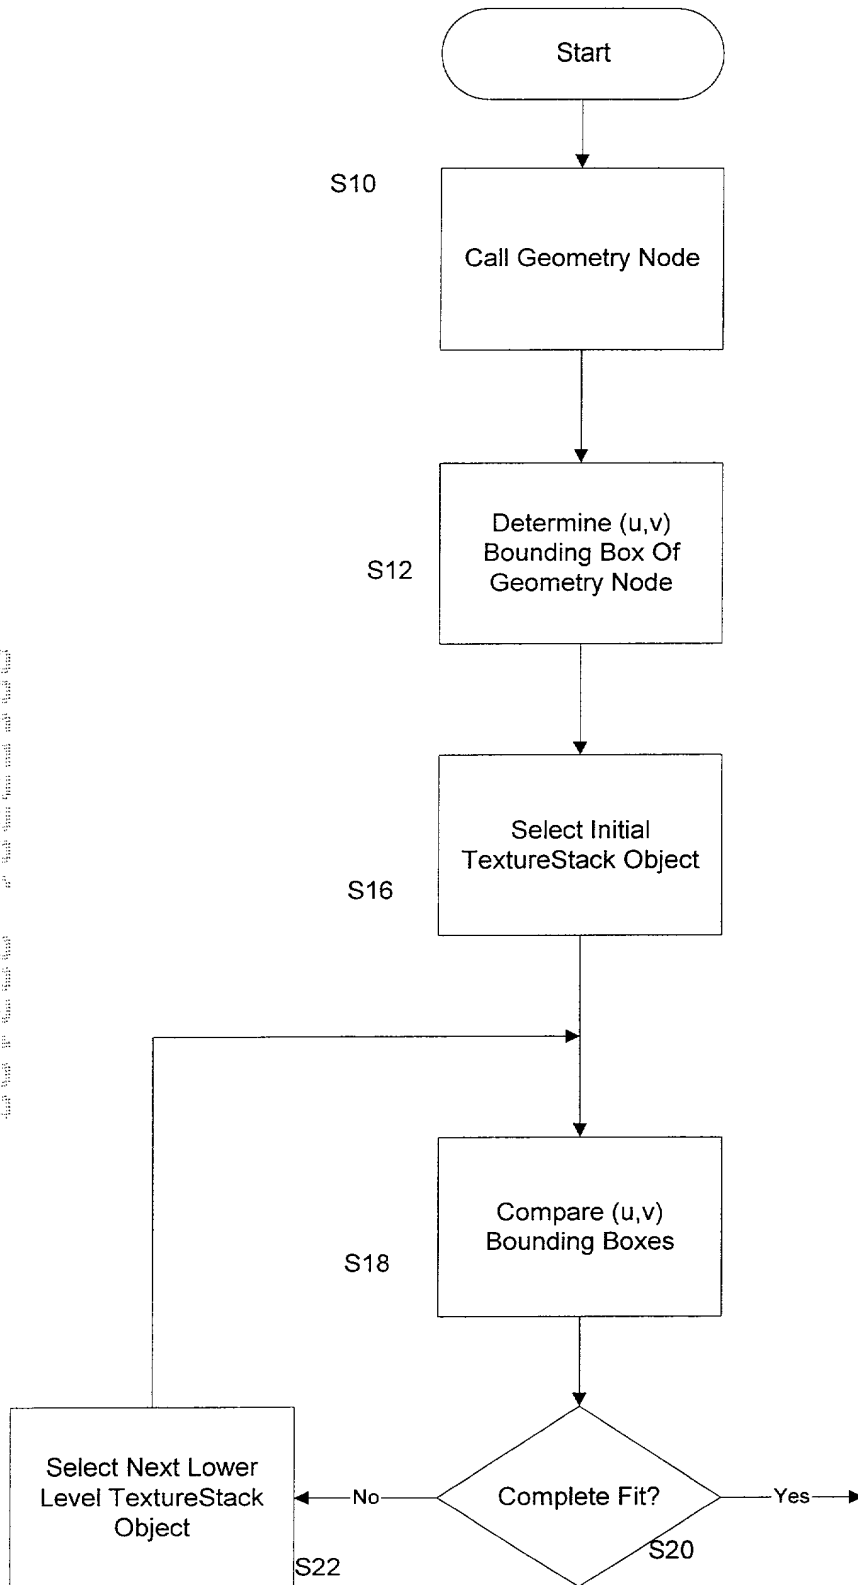 Start
S10
Call Geometry Node
Determine (u,v)
Bounding Box Of
Geometry Node
S12
Select Initial
TextureStack Object
S16
Compare (u,v)
Bounding Boxes
S18
Select Next Lower
Level TextureStack
Object
No
Complete Fit?
Yes
S22
S20